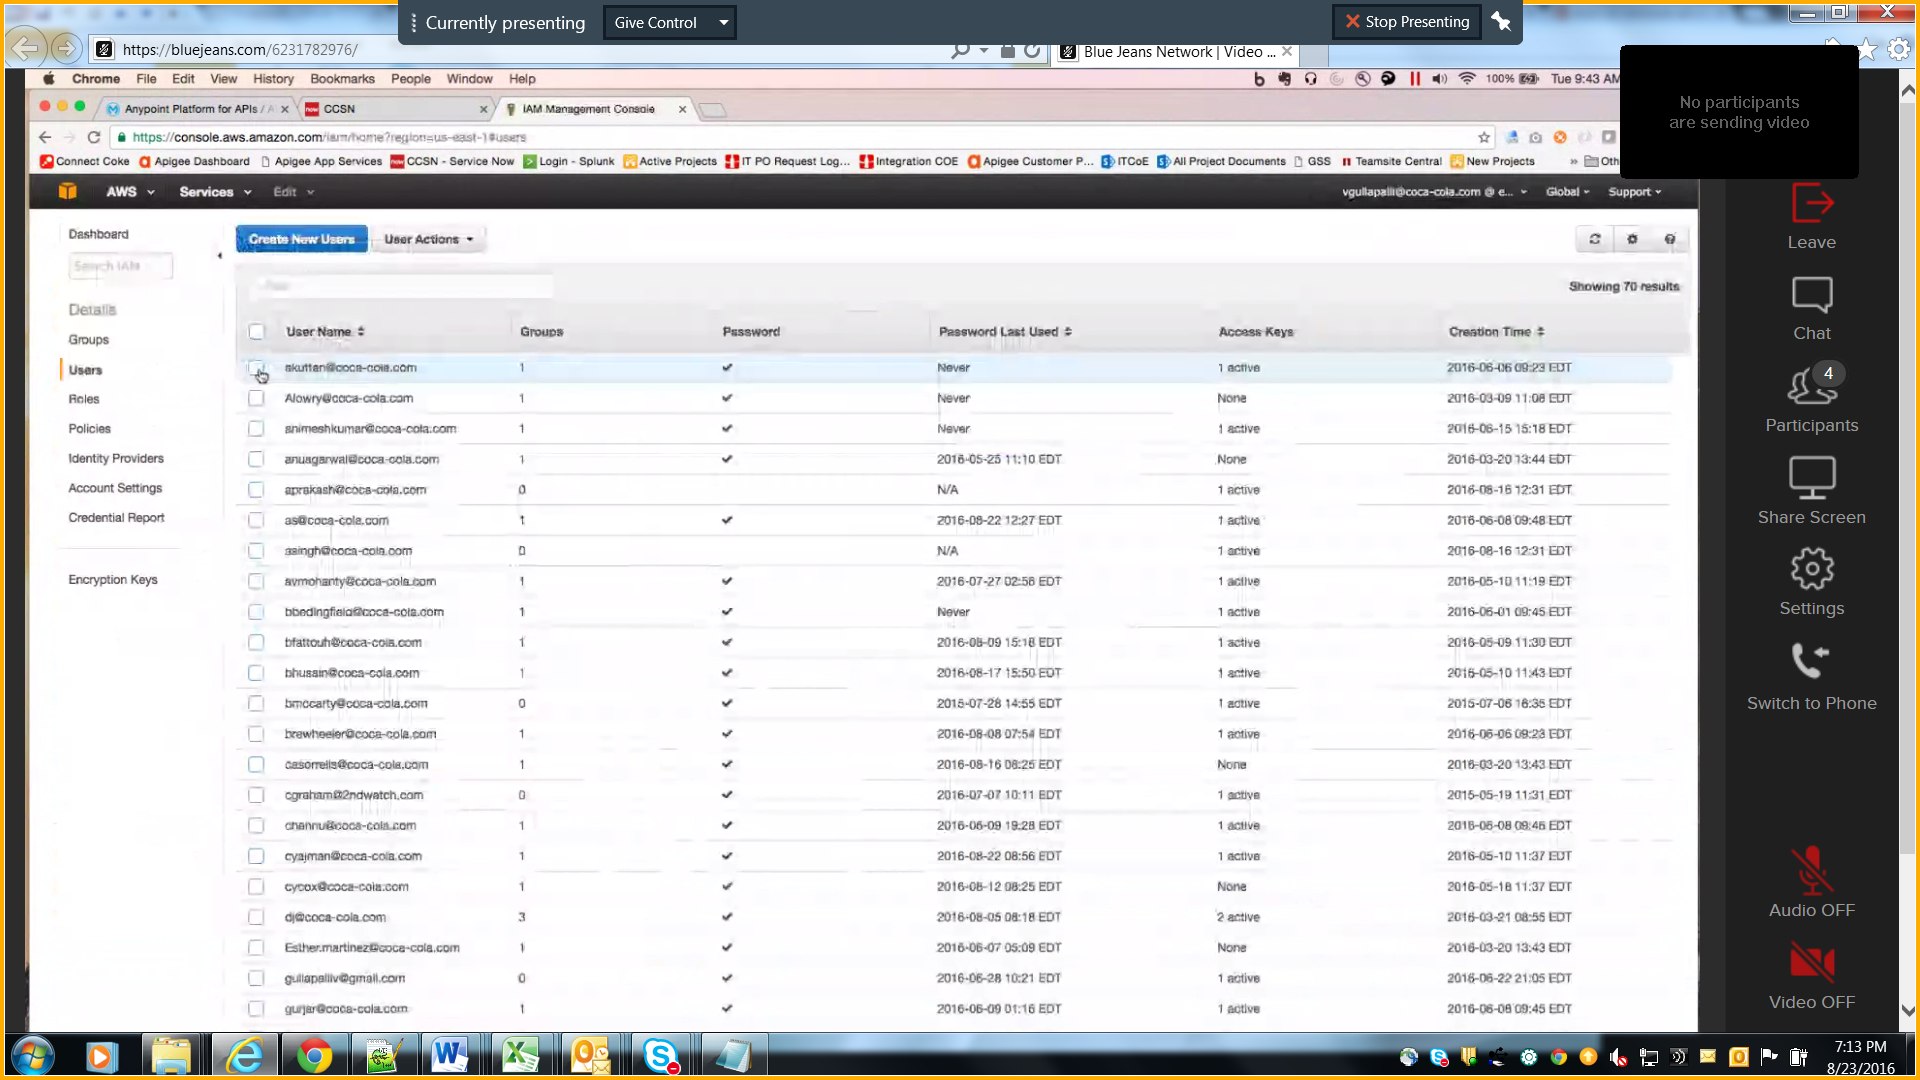 Currently presenting
Give Control
Stop Presenting
https://bluejeans.com/6231782976/
Blue Jeans Network | Video ...
No participants
are sending video
Chrome File Edit View History Bookmarks People Window Help
100% Tue 9:43 AM
Anypoint Platform for APIs / A
CCSN
IAM Management Console
https://console.aws.amazon.com/iam/home?region=us-east-1#users
Connect Coke Apigee Dashboard Apigee App Services CCSN - Service Now Login - Splunk Active Projects IT PO Request Log... Integration COE Apigee Customer P... ITCoE All Project Documents GSS Teamsite Central New Projects » Oth
AWS Services Edit
vgullapalli@coca-cola.com @ e... Global Support
Dashboard
Search IAM
Details
Groups
Users
Roles
Policies
Identity Providers
Account Settings
Credential Report
Encryption Keys
Create New Users User Actions
Showing 70 results
User Name Groups Password Password Last Used Access Keys Creation Time
akuttan@coca-cola.com 1 Never 1 active 2016-06-06 09:23 EDT
Alowry@coca-cola.com 1 Never None 2016-03-09 11:08 EDT
animeshkumar@coca-cola.com 1 Never 1 active 2016-06-15 15:18 EDT
anuagarwal@coca-cola.com 1 2016-05-25 11:10 EDT None 2016-03-20 13:44 EDT
aprakash@coca-cola.com 0 N/A 1 active 2016-08-16 12:31 EDT
as@coca-cola.com 1 2016-08-22 12:27 EDT 1 active 2016-06-08 09:48 EDT
asingh@coca-cola.com 0 N/A 1 active 2016-08-16 12:31 EDT
avmohanty@coca-cola.com 1 2016-07-27 02:56 EDT 1 active 2016-05-10 11:19 EDT
bbedingfield@coca-cola.com 1 Never 1 active 2016-06-01 09:45 EDT
bfattouh@coca-cola.com 1 2016-08-09 15:18 EDT 1 active 2016-05-09 11:30 EDT
bhussain@coca-cola.com 1 2016-08-17 15:50 EDT 1 active 2016-05-10 11:43 EDT
bmccarty@coca-cola.com 0 2015-07-28 14:55 EDT 1 active 2015-07-06 16:35 EDT
brewheeler@coca-cola.com 1 2016-08-08 07:54 EDT 1 active 2016-06-06 09:23 EDT
casorrells@coca-cola.com 1 2016-08-16 08:25 EDT None 2016-03-20 13:43 EDT
cgraham@2ndwatch.com 0 2016-07-07 10:11 EDT 1 active 2015-05-19 11:31 EDT
channu@coca-cola.com 1 2016-06-09 19:28 EDT 1 active 2016-06-08 09:46 EDT
cyajman@coca-cola.com 1 2016-08-22 08:56 EDT 1 active 2016-05-10 11:37 EDT
cycox@coca-cola.com 1 2016-08-12 08:25 EDT None 2016-05-18 11:37 EDT
dj@coca-cola.com 3 2016-08-05 08:18 EDT 2 active 2016-03-21 08:55 EDT
Esther.martinez@coca-cola.com 1 2016-06-07 05:09 EDT None 2016-03-20 13:43 EDT
gullapalliv@gmail.com 0 2016-06-28 10:21 EDT 1 active 2016-06-22 21:05 EDT
gurjar@coca-cola.com 1 2016-06-09 01:16 EDT 1 active 2016-06-08 09:45 EDT
Leave
Chat
4
Participants
Share Screen
Settings
Switch to Phone
Audio OFF
Video OFF
7:13 PM
8/23/2016